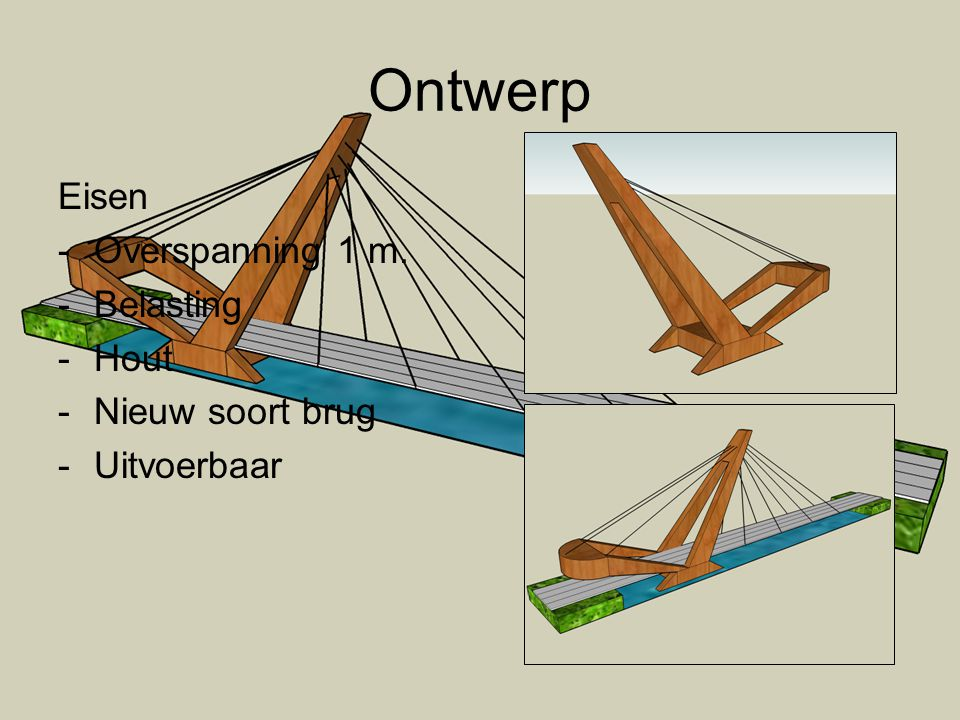 Ontwerp
Eisen
- Overspanning 1 m.
- Belasting
- Hout
- Nieuw soort brug
- Uitvoerbaar